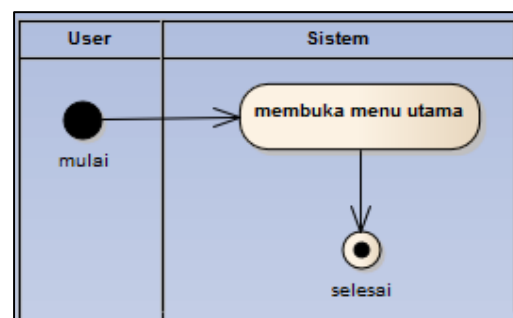 User
Sistem
membuka menu utama
mulai
selesai